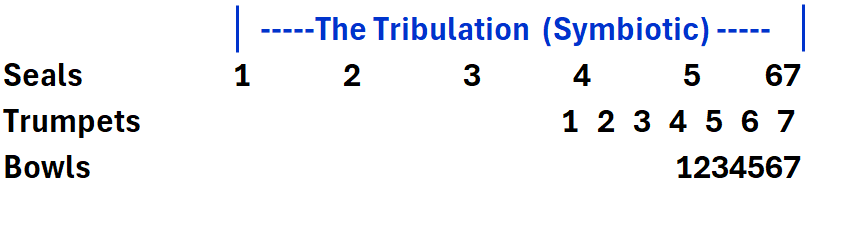 | -----The Tribulation (Symbiotic) ----- |
Seals 1 2 3 4 5 67
Trumpets 1 2 3 4 5 6 7
Bowls 1234567